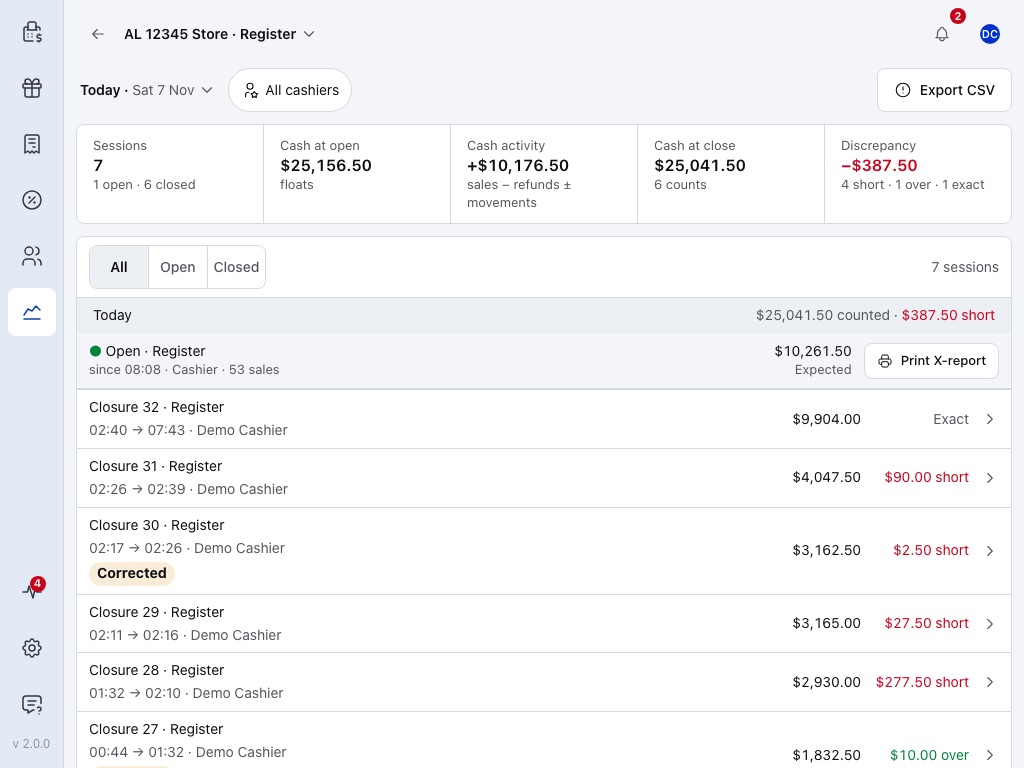 2
AL 12345 Store · Register
DC
Today · Sat 7 Nov
All cashiers
Export CSV
Sessions
7
1 open · 6 closed
Cash at open
$25,156.50
floats
Cash activity
+$10,176.50
sales − refunds ±
movements
Cash at close
$25,041.50
6 counts
Discrepancy
−$387.50
4 short · 1 over · 1 exact
All
Open
Closed
7 sessions
Today
$25,041.50 counted · $387.50 short
Open · Register
since 08:08 · Cashier · 53 sales
$10,261.50
Expected
Print X-report
Closure 32 · Register
02:40 → 07:43 · Demo Cashier
$9,904.00
Exact
Closure 31 · Register
02:26 → 02:39 · Demo Cashier
$4,047.50
$90.00 short
Closure 30 · Register
02:17 → 02:26 · Demo Cashier
Corrected
$3,162.50
$2.50 short
Closure 29 · Register
02:11 → 02:16 · Demo Cashier
$3,165.00
$27.50 short
Closure 28 · Register
01:32 → 02:10 · Demo Cashier
$2,930.00
$277.50 short
Closure 27 · Register
00:44 → 01:32 · Demo Cashier
$1,832.50
$10.00 over
4
v 2.0.0